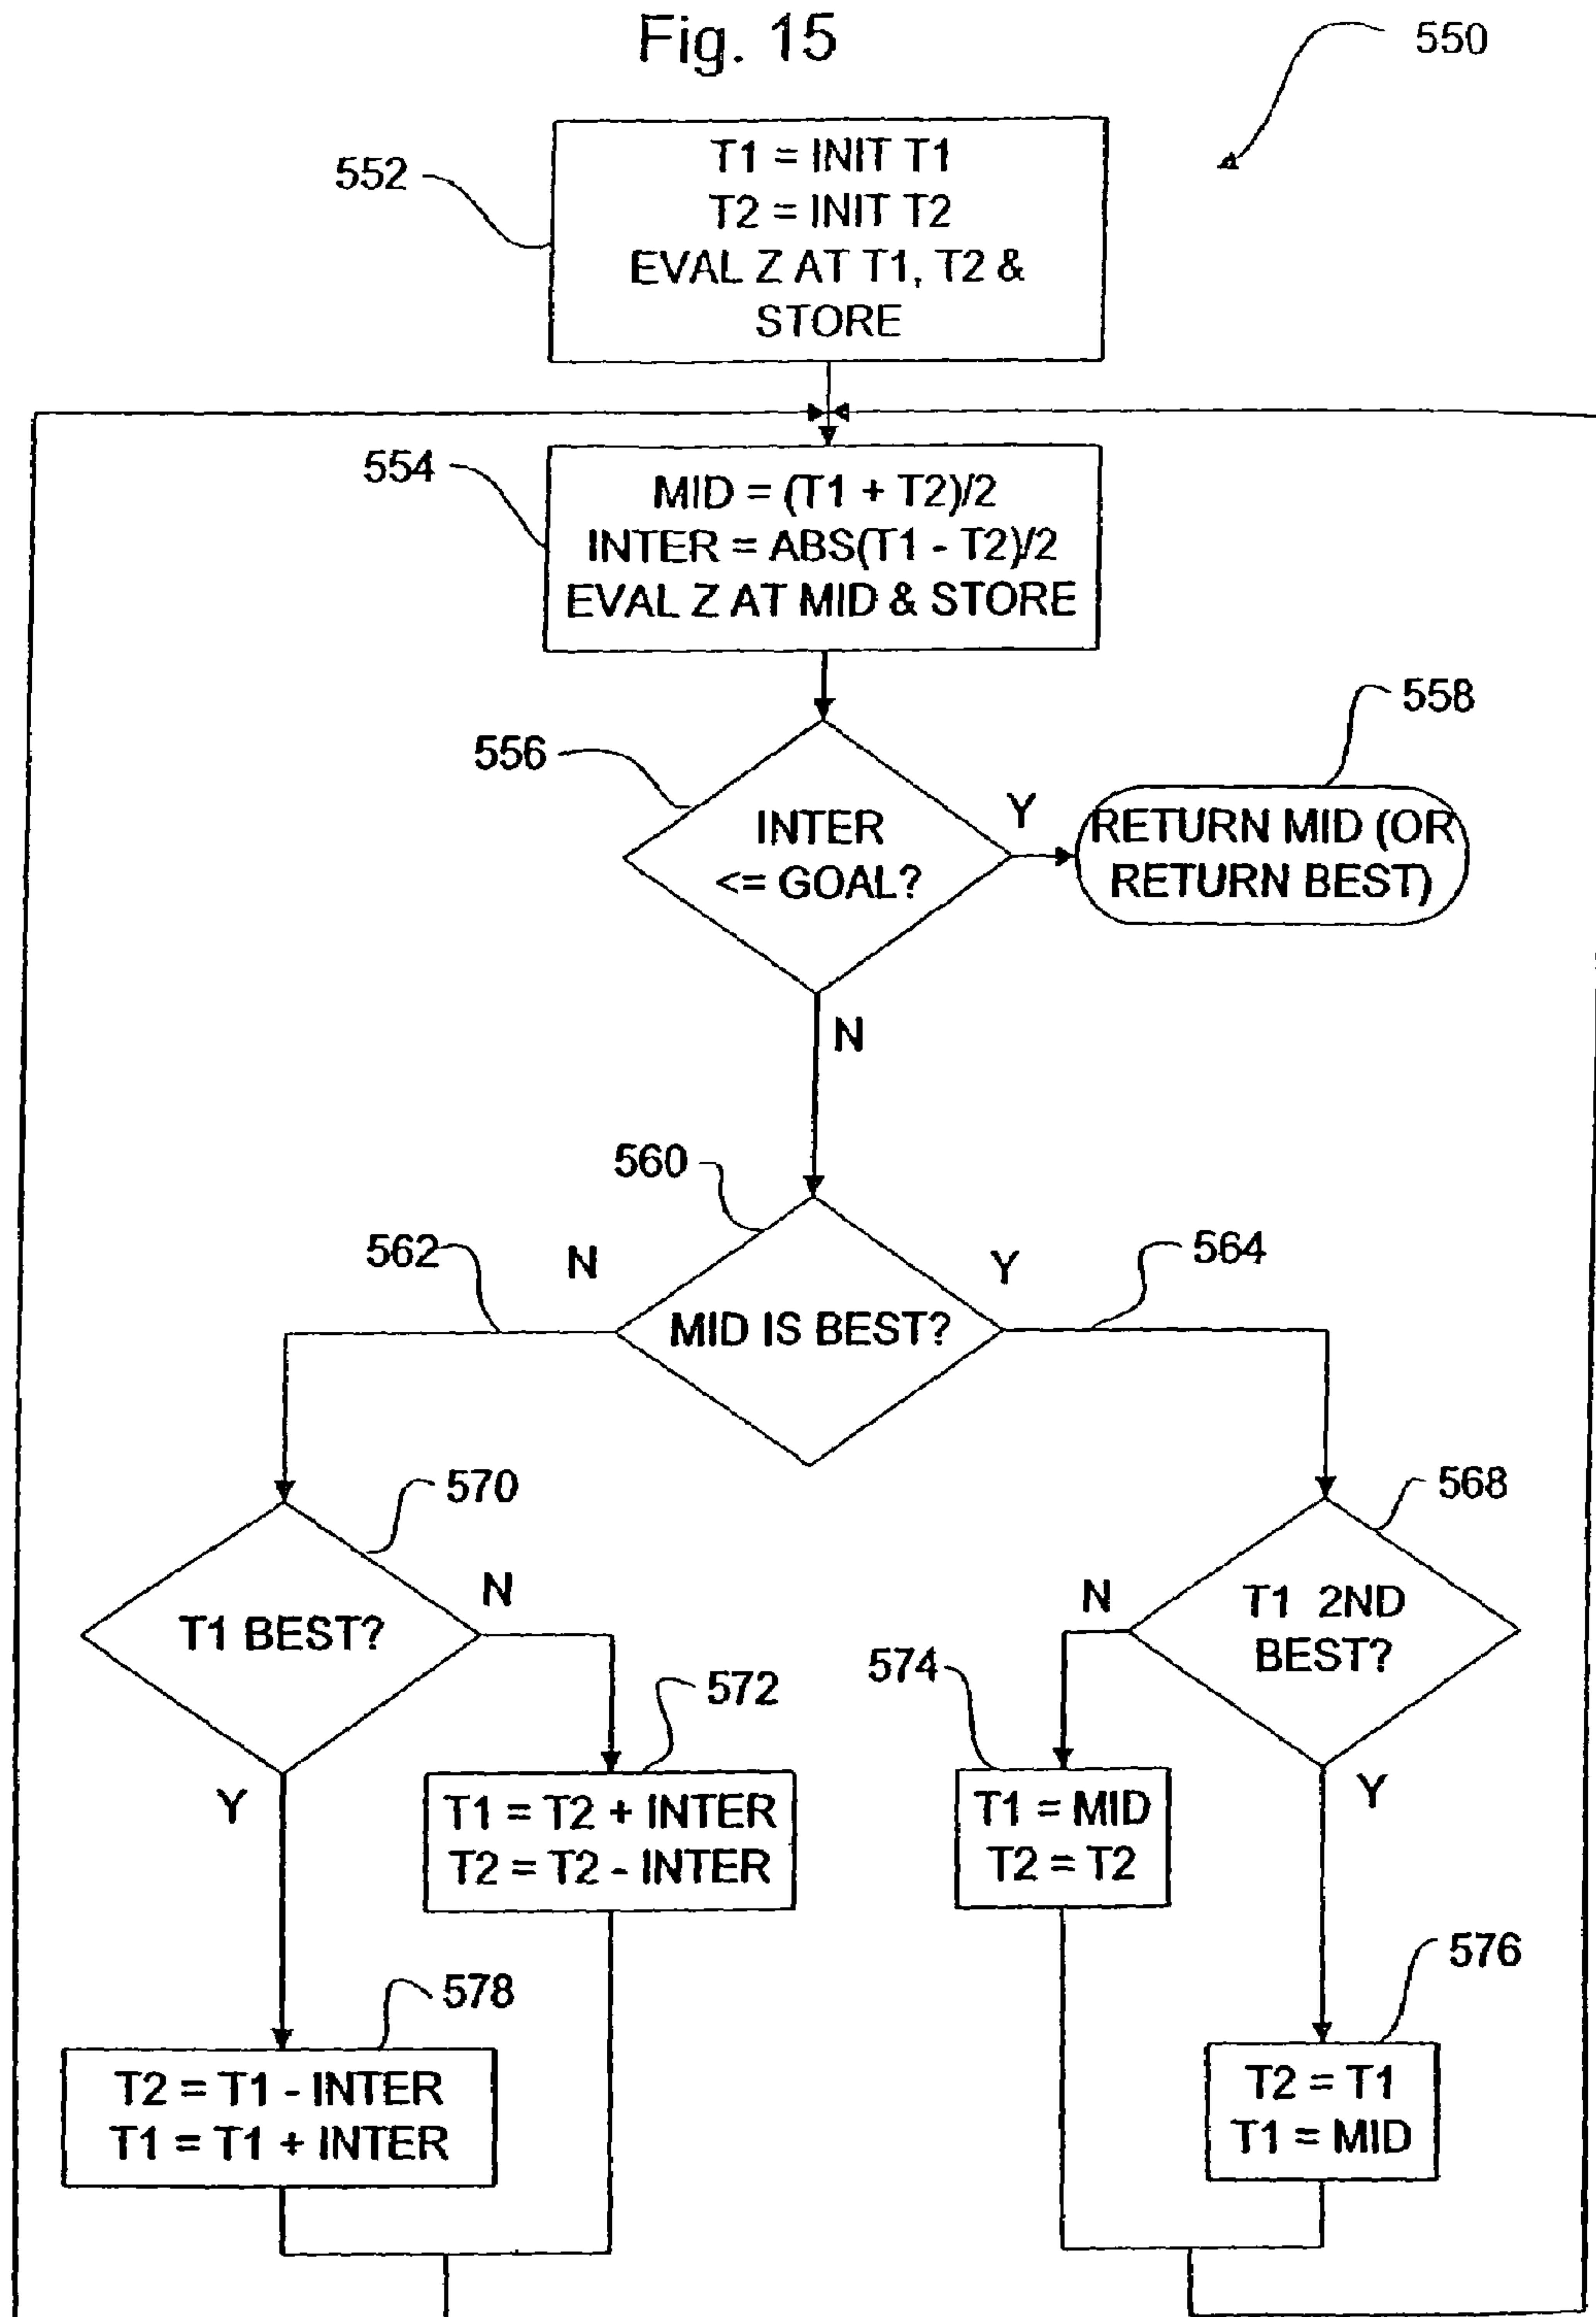 Fig. 15
550
552
T1 = INIT T1
T2 = INIT T2
EVAL Z AT T1, T2 &
STORE
554
MID = (T1 + T2)/2
INTER = ABS(T1 - T2)/2
EVAL Z AT MID & STORE
556
558
INTER
<= GOAL?
Y
RETURN MID (OR
RETURN BEST)
N
560
562
N
Y
564
MID IS BEST?
570
568
T1 BEST?
N
N
T1 2ND
BEST?
572
574
Y
Y
T1 = T2 + INTER
T2 = T2 - INTER
T1 = MID
T2 = T2
578
576
T2 = T1 - INTER
T1 = T1 + INTER
T2 = T1
T1 = MID